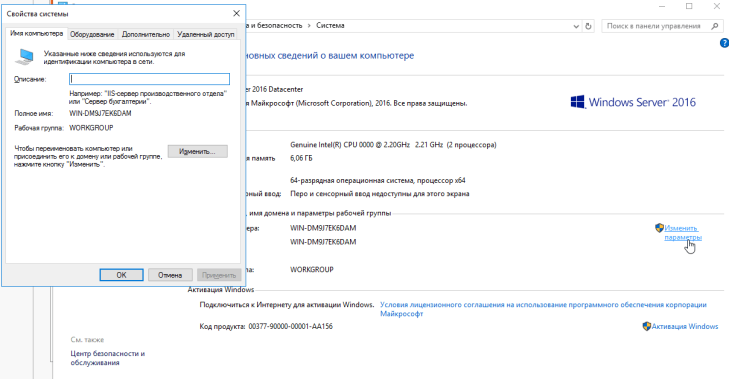 Свойства системы
Имя компьютера
Оборудование
Дополнительно
Удаленный доступ
Указанные ниже сведения используются для
идентификации компьютера в сети.
Описание:
Например: "IIS-сервер производственного отдела"
или "Сервер бухгалтерии".
Полное имя: WIN-DM9J7EK6DAM
Рабочая группа: WORKGROUP
Чтобы переименовать компьютер или
присоединить его к домену или рабочей группе,
нажмите кнопку "Изменить".
Изменить...
OK
Отмена
Применить
и безопасность > Система
Поиск в панели управления
новных сведений о вашем компьютере
2016 Datacenter
Майкрософт (Microsoft Corporation), 2016. Все права защищены.
Windows Server 2016
Genuine Intel(R) CPU 0000 @ 2.20GHz 2.21 GHz (2 процессора)
память 6,06 ГБ
64-разрядная операционная система, процессор x64
ный ввод: Перо и сенсорный ввод недоступны для этого экрана
имя домена и параметры рабочей группы
ера: WIN-DM9J7EK6DAM
Изменить
параметры
WIN-DM9J7EK6DAM
па: WORKGROUP
Активация Windows
Подключиться к Интернету для активации Windows. Условия лицензионного соглашения на использование программного обеспечения корпорации
Майкрософт
Код продукта: 00377-90000-00001-AA156
Активация Windows
См. также
Центр безопасности и
обслуживания